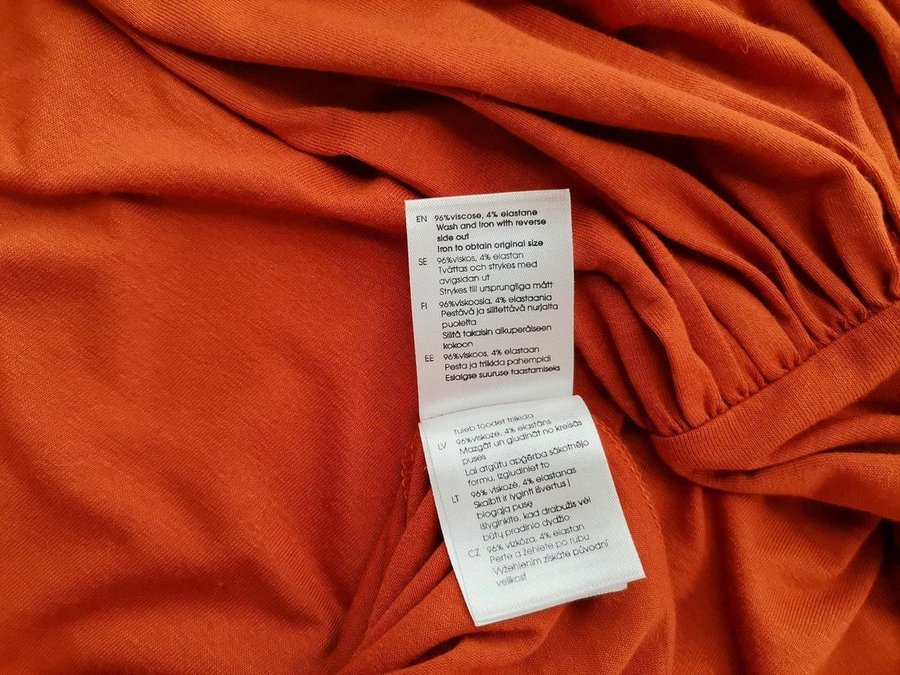 EN 96%viscose, 4% elastane
Wash and iron with reverse
side out
Iron to obtain original size
SE 96%viskos, 4% elastan
Tvättas och strykes med
avigsidan ut
Strykes till ursprungliga mått
FI 96%viskoosia, 4% elastaania
Pestävä ja silitettävä nurjalta
puoletta
Silitä takaisin alkuperäiseen
kokoon
EE 96%viskoos, 4% elastaan
Pesta ja triikida pahempidi
Esialgse suuruse taastamiseks
tuleb toodet triikida
LV 96%viskoze, 4% elastāns
Mazgāt un gludināt no kreisās
puses
Lai atgūtu apģērba sākotnējo
formu, izgludiniet to
LT 96% viskozė, 4% elastanas
Skalbti ir lyginti išvertus į
blogąją pusę
Išlyginkite, kad drabužis vėl
būtų pradinio dydžio
CZ 96% vizkóza, 4% elastan
Perte a žehlete po rubu
Vyžehlením získáte původní
velikost